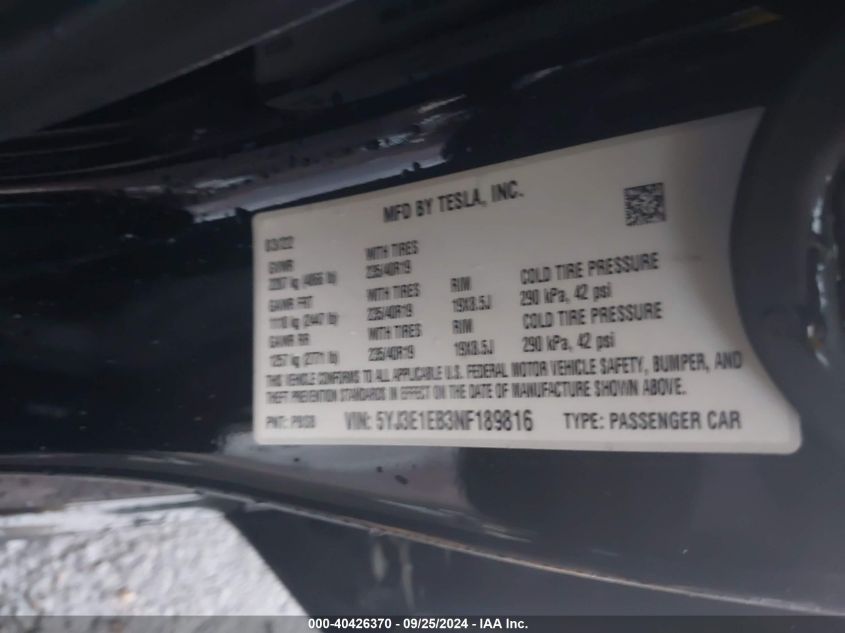 MFD BY TESLA, INC.
03/22
GVWR WITH TIRES
kg lb) 235/40R19
GAWR FRT WITH TIRES RIM COLD TIRE PRESSURE
1110 kg (2447 lb) 235/40R19 19X8.5J 290 kPa, 42 psi
GAWR RR WITH TIRES RIM COLD TIRE PRESSURE
1257 kg (2771 lb) 235/40R19 19X8.5J 290 kPa, 42 psi
THIS VEHICLE CONFORMS TO ALL APPLICABLE U.S. FEDERAL MOTOR VEHICLE SAFETY, BUMPER, AND
THEFT PREVENTION STANDARDS IN EFFECT ON THE DATE OF MANUFACTURE SHOWN ABOVE.
PNT: VIN: 5YJ3E1EB3NF189816 TYPE: PASSENGER CAR
000-40426370 - 09/25/2024 - IAA Inc.